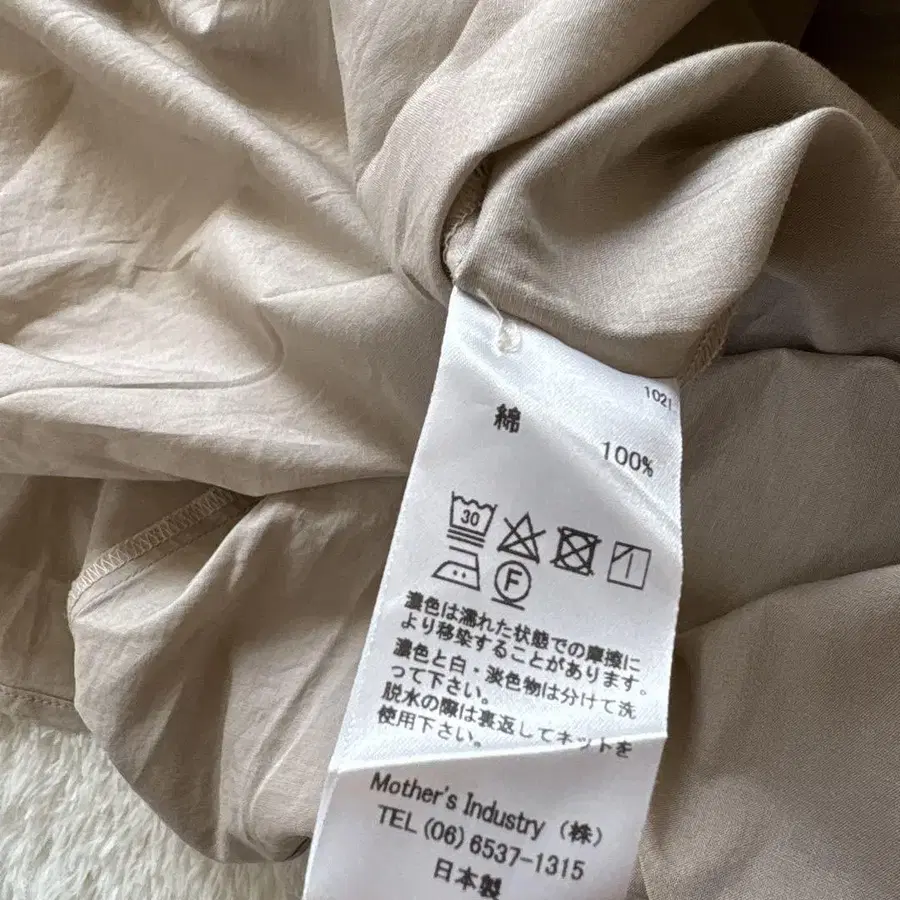 1021
綿
100%
30
F
濃色は濡れた状態での摩擦に
より移染することがあります。
濃色と白・淡色物は分けて洗
って下さい。
脱水の際は裏返してネットを
使用下さい。
Mother's Industry (株)
TEL (06) 6537-1315
日本製